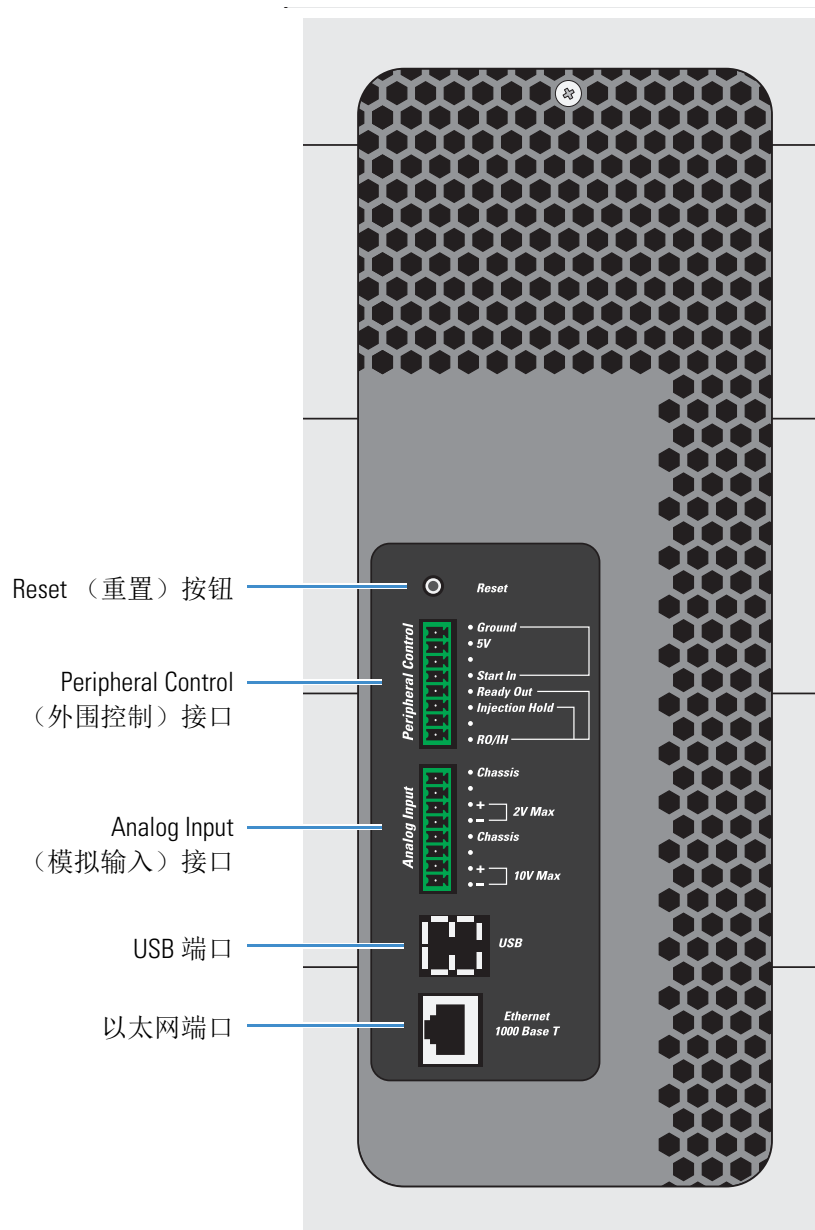 Reset （重置）按钮
Reset
Peripheral Control
（外围控制）接口
Peripheral Control
Ground
5V
Start In
Ready Out
Injection Hold
RO/IH
Analog Input
（模拟输入）接口
Analog Input
Chassis
+
2V Max
−
Chassis
+
10V Max
−
USB 端口
USB
以太网端口
Ethernet
1000 Base T